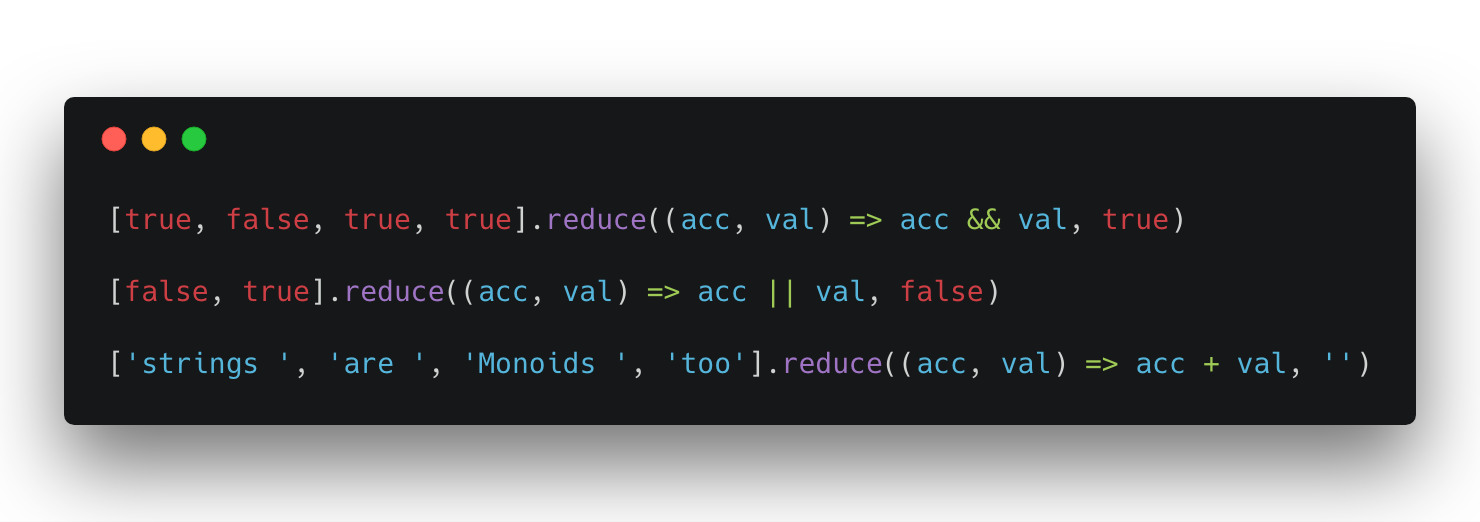 [true, false, true, true].reduce((acc, val) => acc && val, true)
[false, true].reduce((acc, val) => acc || val, false)
['strings ', 'are ', 'Monoids ', 'too'].reduce((acc, val) => acc + val, '')